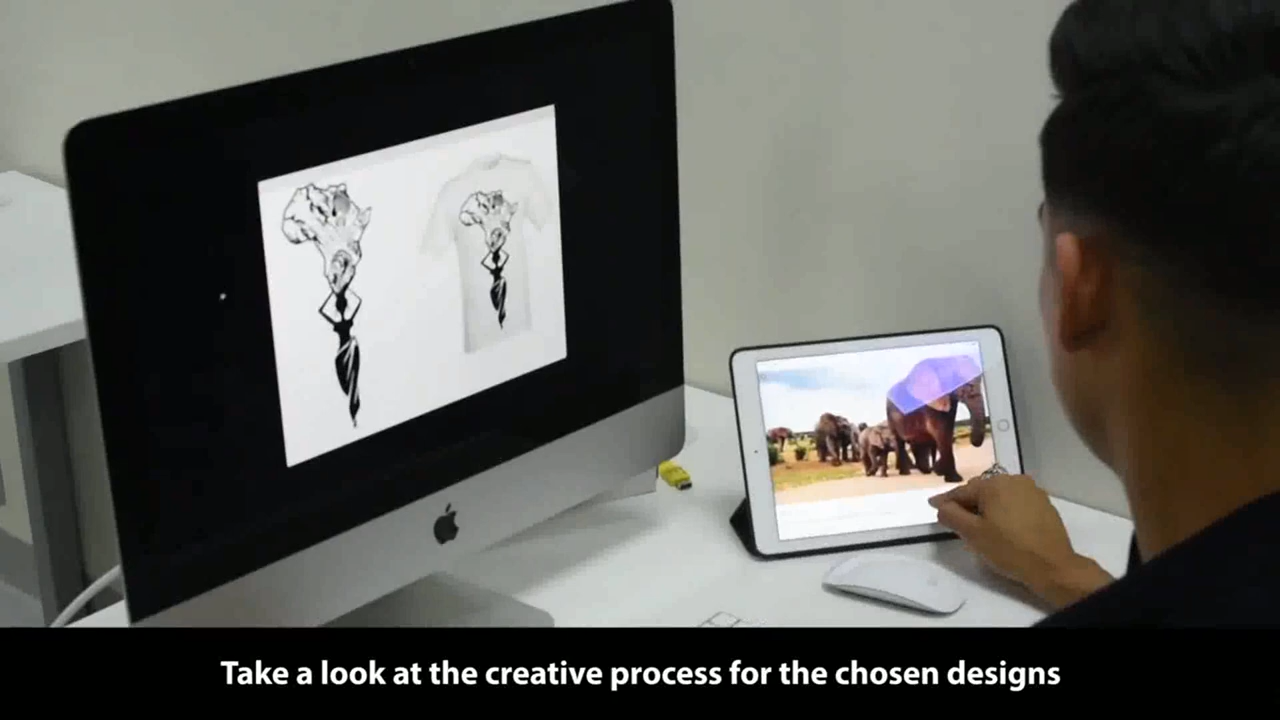 Take a look at the creative process for the chosen designs